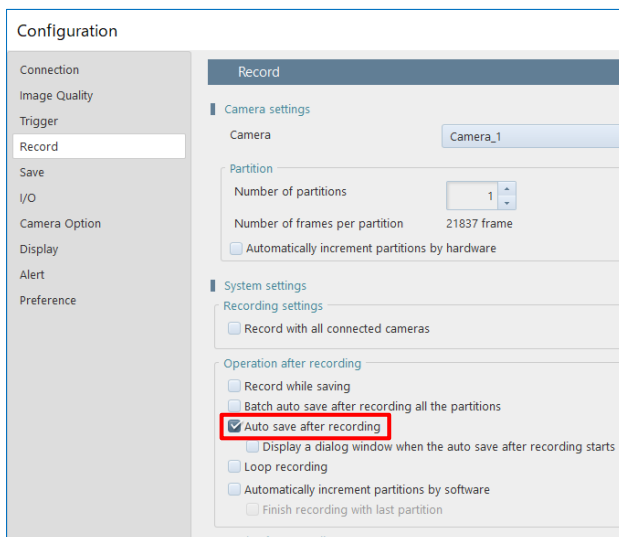 Configuration
Connection
Image Quality
Trigger
Record
Save
I/O
Camera Option
Display
Alert
Preference
Record
Camera settings
Camera
Camera_1
Partition
Number of partitions
1
Number of frames per partition
21837 frame
Automatically increment partitions by hardware
System settings
Recording settings
Record with all connected cameras
Operation after recording
Record while saving
Batch auto save after recording all the partitions
Auto save after recording
Display a dialog window when the auto save after recording starts
Loop recording
Automatically increment partitions by software
Finish recording with last partition